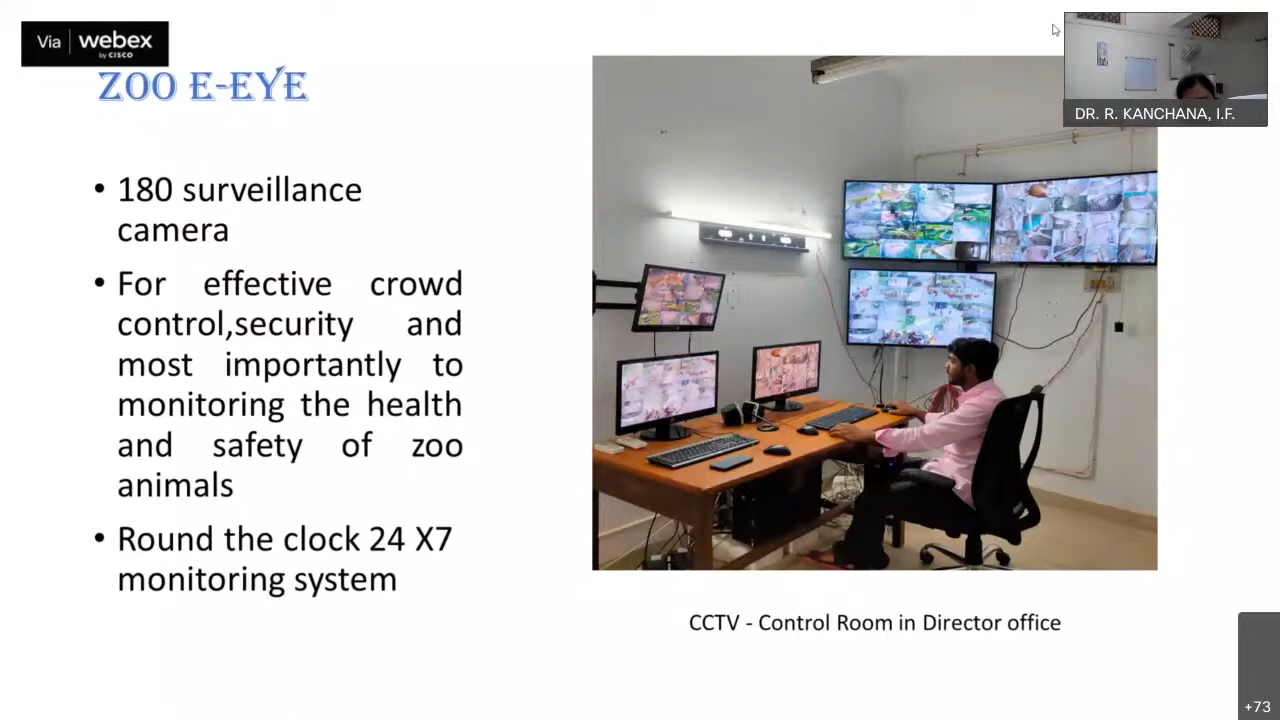 Via webex
by CISCO
ZOO E-EYE
DR. R. KANCHANA, I.F.
• 180 surveillance
camera
• For effective crowd
control,security and
most importantly to
monitoring the health
and safety of zoo
animals
• Round the clock 24 X7
monitoring system
CCTV - Control Room in Director office
+73